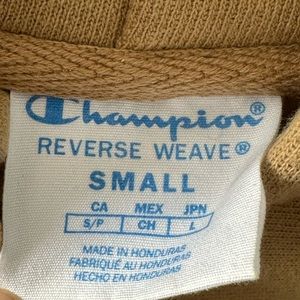 Champion®
REVERSE WEAVE®
SMALL
CA MEX JPN
S/P CH L
MADE IN HONDURAS
FABRIQUÉ AU HONDURAS
HECHO EN HONDURAS